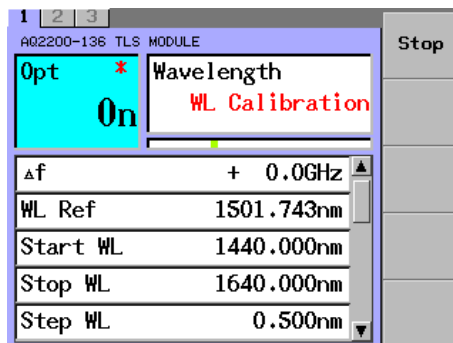 1 2 3
AQ2200-136 TLS MODULE
Stop
Opt *
On
Wavelength
WL Calibration
△f + 0.0GHz
WL Ref 1501.743nm
Start WL 1440.000nm
Stop WL 1640.000nm
Step WL 0.500nm